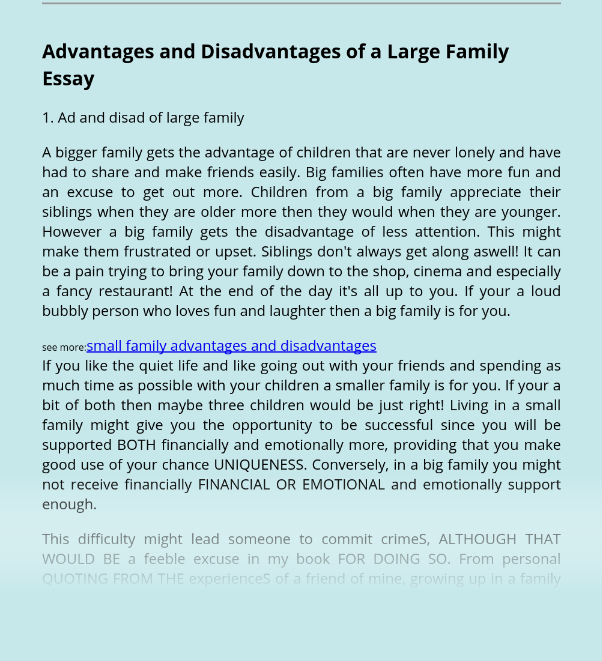 Advantages and Disadvantages of a Large Family
Essay
1. Ad and disad of large family
A bigger family gets the advantage of children that are never lonely and have
had to share and make friends easily. Big families often have more fun and
an excuse to get out more. Children from a big family appreciate their
siblings when they are older more then they would when they are younger.
However a big family gets the disadvantage of less attention. This might
make them frustrated or upset. Siblings don't always get along aswell! It can
be a pain trying to bring your family down to the shop, cinema and especially
a fancy restaurant! At the end of the day it's all up to you. If your a loud
bubbly person who loves fun and laughter then a big family is for you.
see more:small family advantages and disadvantages
If you like the quiet life and like going out with your friends and spending as
much time as possible with your children a smaller family is for you. If your a
bit of both then maybe three children would be just right! Living in a small
family might give you the opportunity to be successful since you will be
supported BOTH financially and emotionally more, providing that you make
good use of your chance UNIQUENESS. Conversely, in a big family you might
not receive financially FINANCIAL OR EMOTIONAL and emotionally support
enough.
This difficulty might lead someone to commit crimeS, ALTHOUGH THAT
WOULD BE a feeble excuse in my book FOR DOING SO. From personal
QUOTING FROM THE experienceS of a friend of mine, growing up in a family